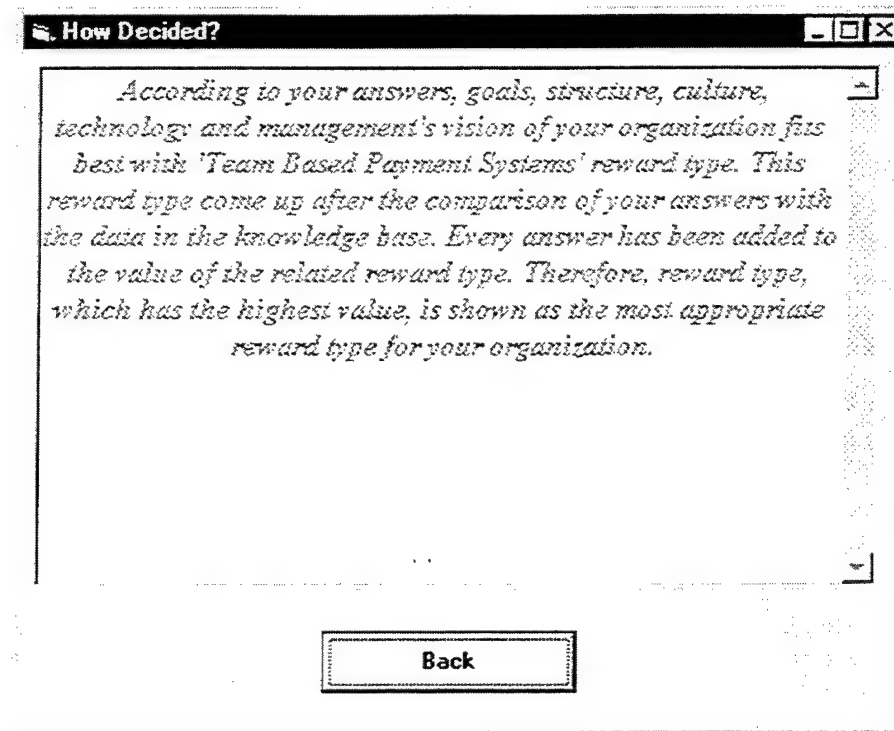 How Decided?
According to your answers, goals, structure, culture,
technology and management's vision of your organization fits
best with 'Team Based Payment Systems' reward type. This
reward type come up after the comparison of your answers with
the data in the knowledge base. Every answer has been added to
the value of the related reward type. Therefore, reward type,
which has the highest value, is shown as the most appropriate
reward type for your organization.
Back